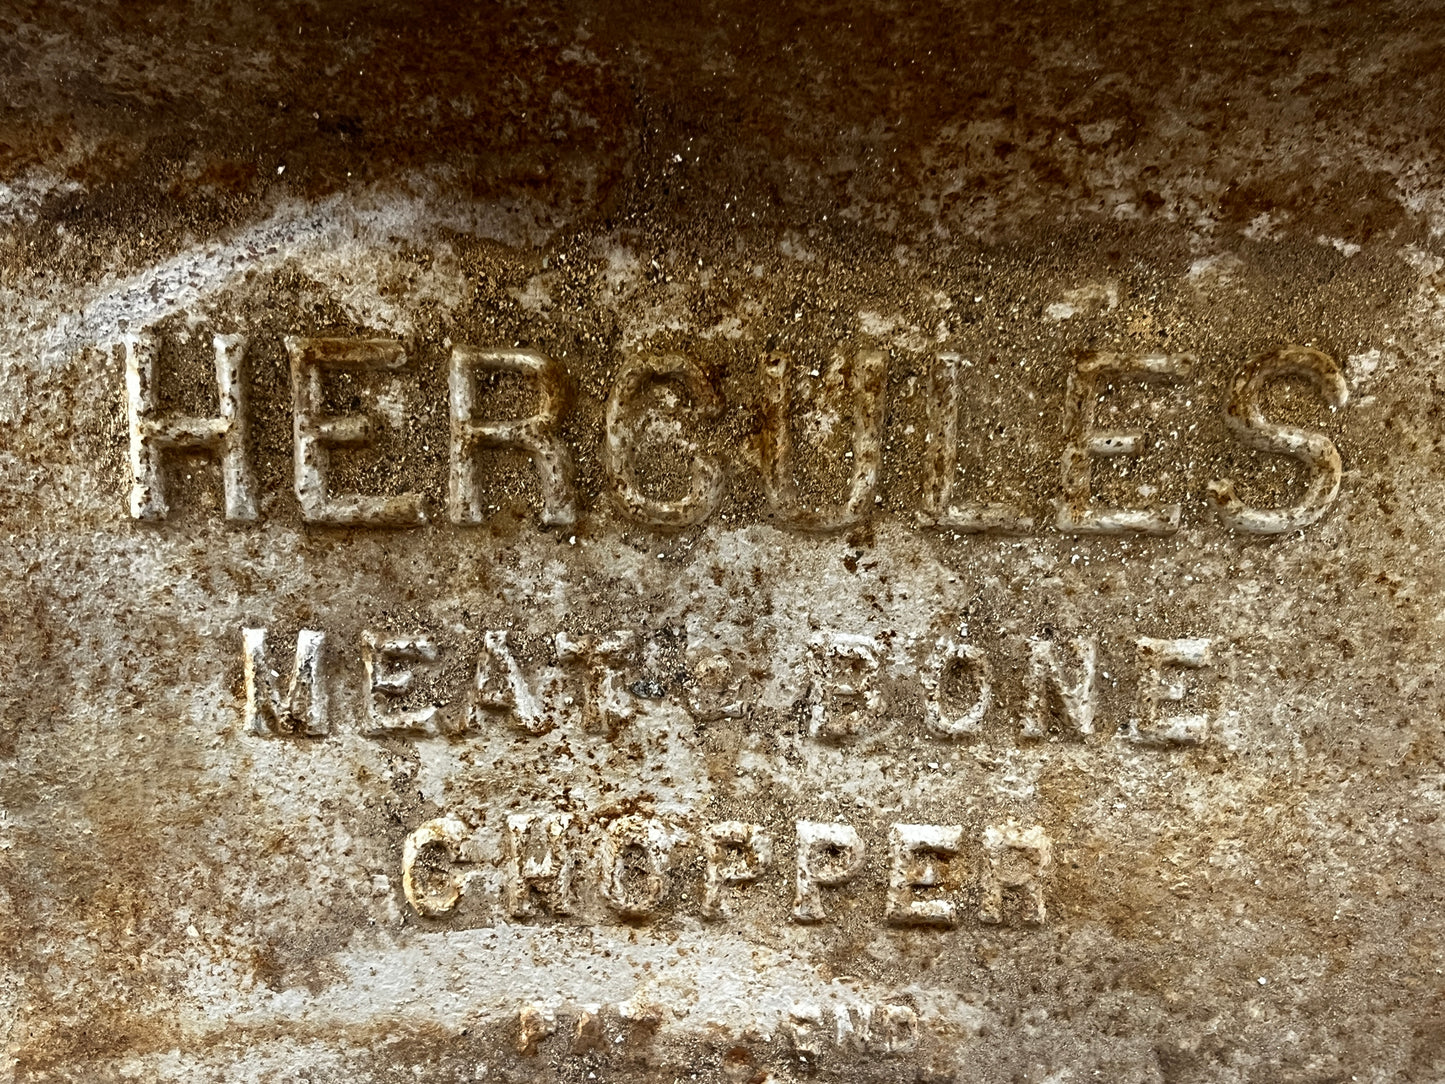 HERCULES
MEAT & BONE
CHOPPER